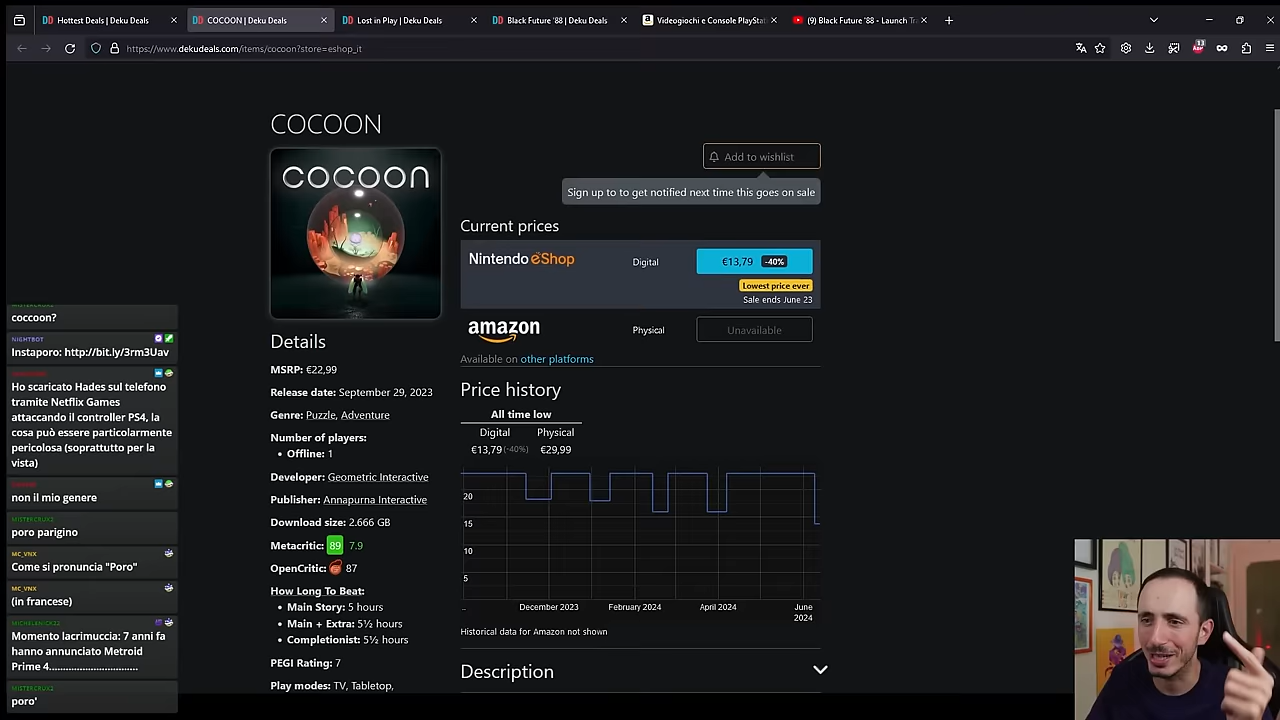 Hottest Deals | Deku Deals
COCOON | Deku Deals
Lost in Play | Deku Deals
Black Future '88 | Deku Deals
Videogiochi e Console PlaySta
(9) Black Future '88 - Launch Tr
https://www.dekudeals.com/items/cocoon?store=eshop_it
13
COCOON
cocoon
Add to wishlist
Sign up to to get notified next time this goes on sale
Current prices
Nintendo eShop
Digital
€13,79 -40%
Lowest price ever
Sale ends June 23
amazon
Physical
Unavailable
Available on other platforms
Price history
All time low
Digital Physical
€13,79 (-40%) €29,99
20
15
10
5
December 2023
February 2024
April 2024
June
2024
Historical data for Amazon not shown
Description
Details
MSRP: €22,99
Release date: September 29, 2023
Genre: Puzzle, Adventure
Number of players:
• Offline: 1
Developer: Geometric Interactive
Publisher: Annapurna Interactive
Download size: 2.666 GB
Metacritic: 89 7.9
OpenCritic: 87
How Long To Beat:
• Main Story: 5 hours
• Main + Extra: 5½ hours
• Completionist: 5½ hours
PEGI Rating: 7
Play modes: TV, Tabletop,
MISTERCRUX2
coccoon?
NIGHTBOT
Instaporo: http://bit.ly/3rm3Uav
Ho scaricato Hades sul telefono
tramite Netflix Games
attaccando il controller PS4, la
cosa può essere particolarmente
pericolosa (soprattutto per la
vista)
non il mio genere
MISTERCRUX2
poro parigino
MC_VNX
Come si pronuncia "Poro"
MC_VNX
(in francese)
Momento lacrimuccia: 7 anni fa
hanno annunciato Metroid
Prime 4..............................
MISTERCRUX2
poro'